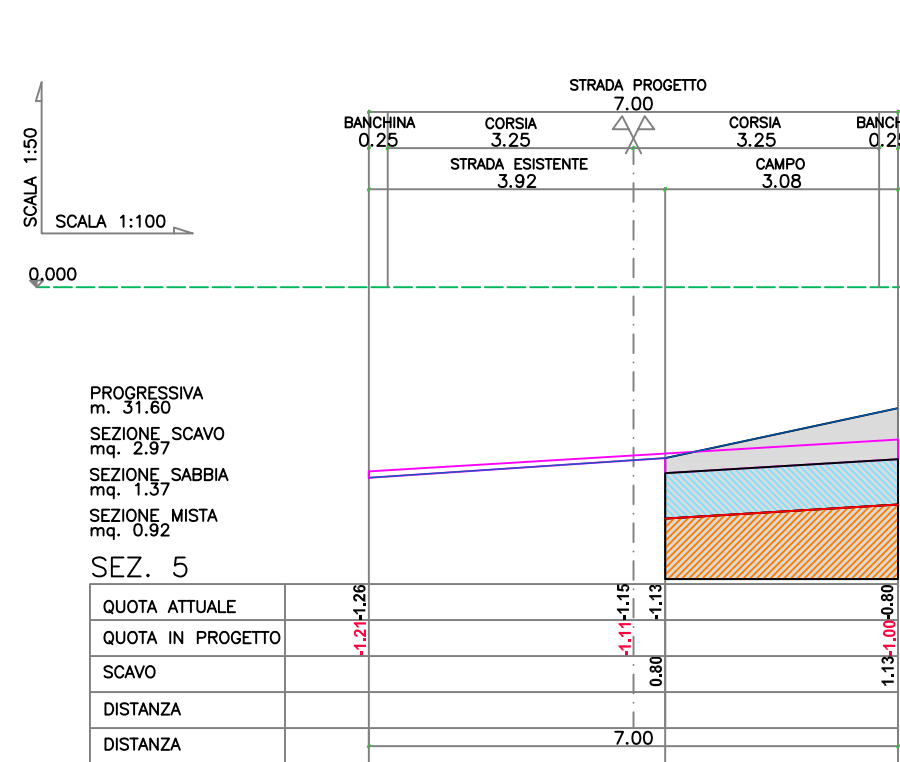 STRADA PROGETTO
7.00
BANCHINA CORSIA CORSIA BANCH
0.25 3.25 3.25 0.25
STRADA ESISTENTE CAMPO
3.92 3.08
SCALA 1:50
SCALA 1:100
0,000
PROGRESSIVA
m. 31.60
SEZIONE SCAVO
mq. 2.97
SEZIONE SABBIA
mq. 1.37
SEZIONE MISTA
mq. 0.92
SEZ. 5
QUOTA ATTUALE -1.26 -1.15 -1.13 -0.80
QUOTA IN PROGETTO -1.21 -1.11 -1.00
SCAVO 0.80 1.13
DISTANZA
DISTANZA 7.00